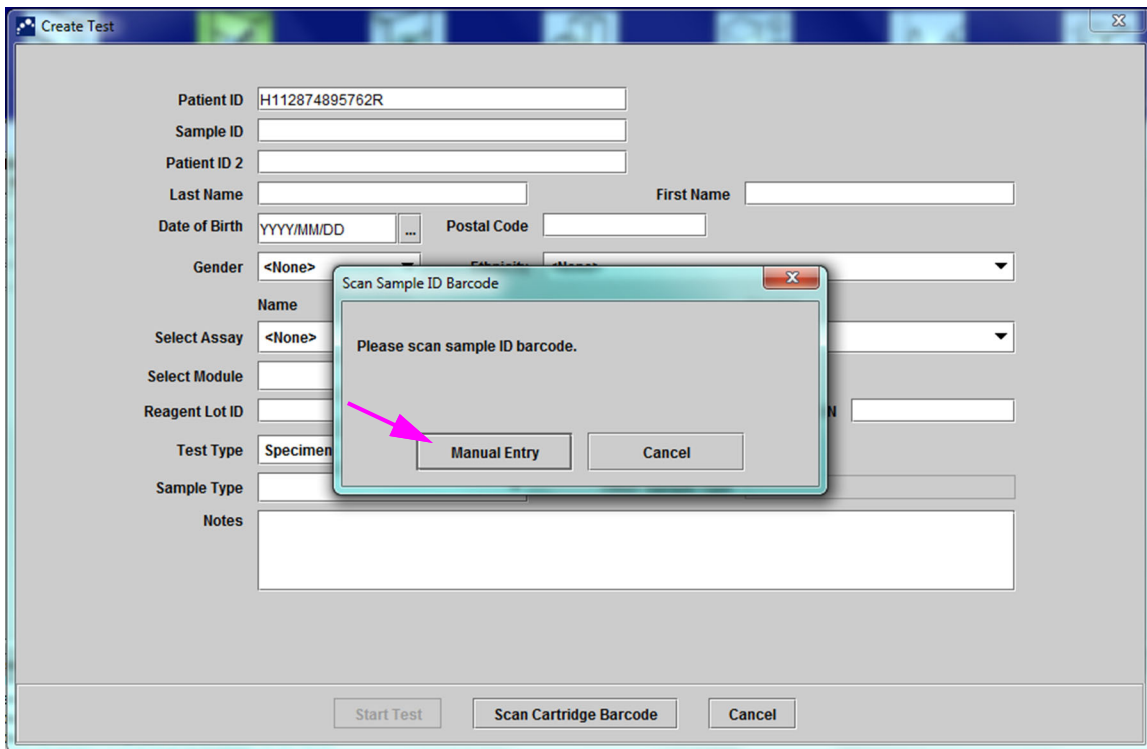 Create Test
Patient ID H112874895762R
Sample ID
Patient ID 2
Last Name First Name
Date of Birth YYYY/MM/DD ... Postal Code
Gender <None> Ethnicity <None>
Scan Sample ID Barcode
Name
Select Assay <None>
Please scan sample ID barcode.
Select Module
Reagent Lot ID N
Test Type Specimen
Manual Entry Cancel
Sample Type
Notes
Start Test Scan Cartridge Barcode Cancel